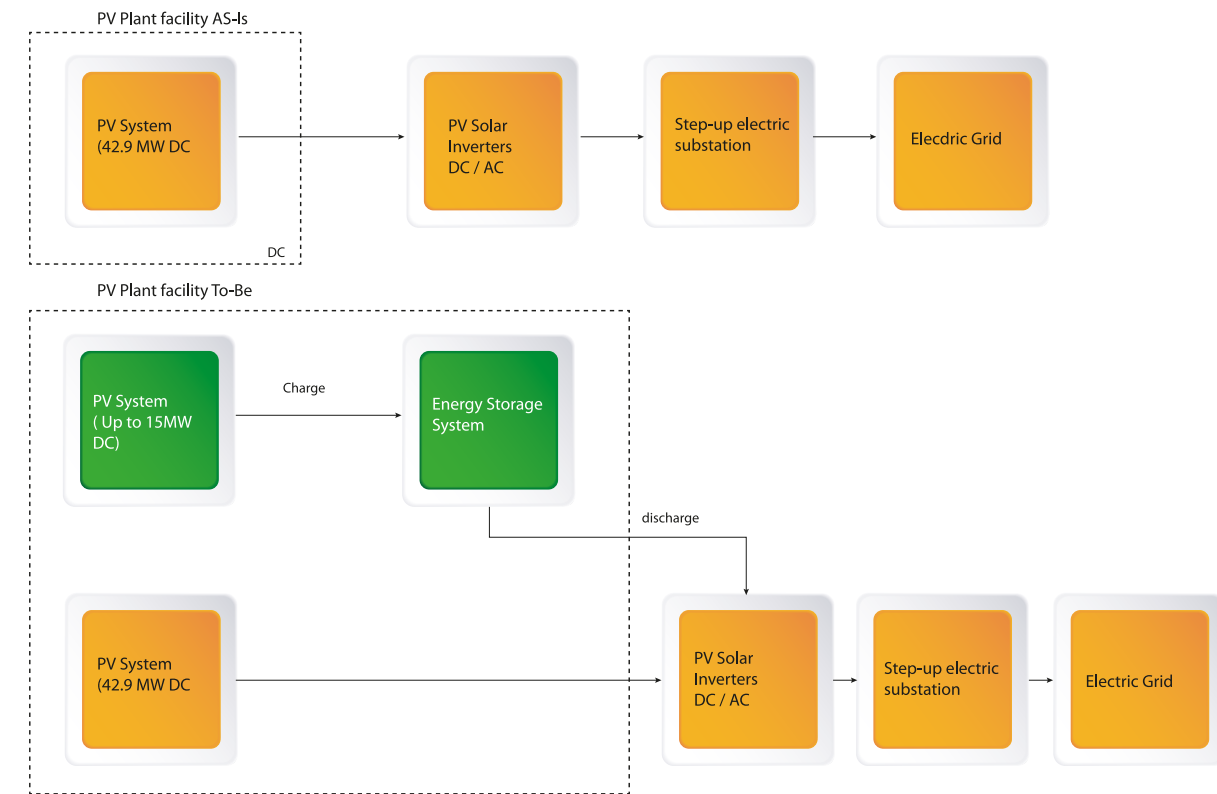 PV Plant facility AS-Is
PV System
(42.9 MW DC
PV Solar
Inverters
DC / AC
Step-up electric
substation
Elecdric Grid
DC
PV Plant facility To-Be
PV System
( Up to 15MW
DC)
Charge
Energy Storage
System
discharge
PV System
(42.9 MW DC
PV Solar
Inverters
DC / AC
Step-up electric
substation
Electric Grid